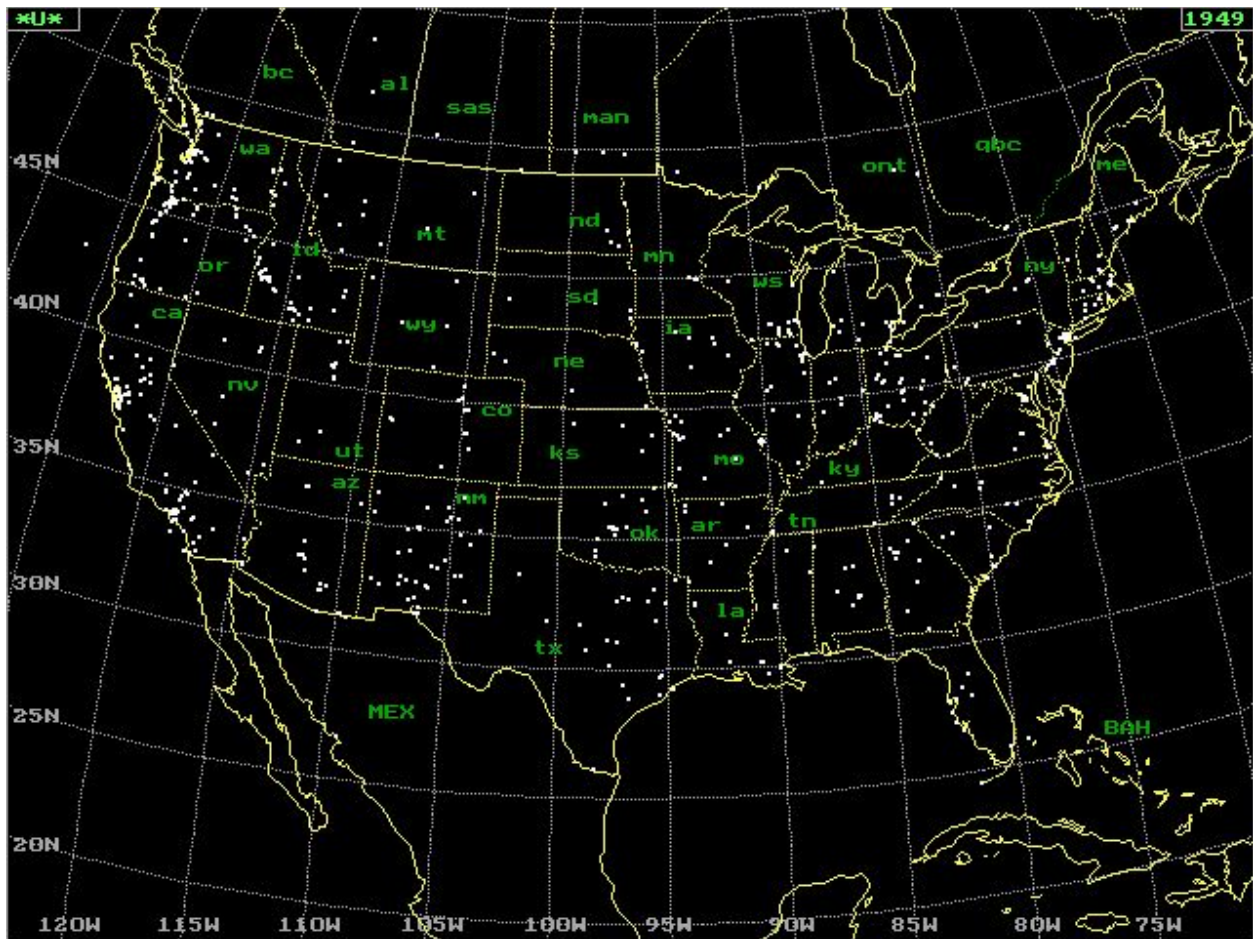 *U* 1949
bc
al
sas
man
qbc
ont
me
wa
45N
nd
mt
mn
id
or
ny
ws
sd
40N
ca
wy
ia
ne
nv
co
35N
ut
ks
mo
ky
az
nm
ar
tn
ok
30N
la
tx
25N
MEX
BAH
20N
120W 115W 110W 105W 100W 95W 90W 85W 80W 75W